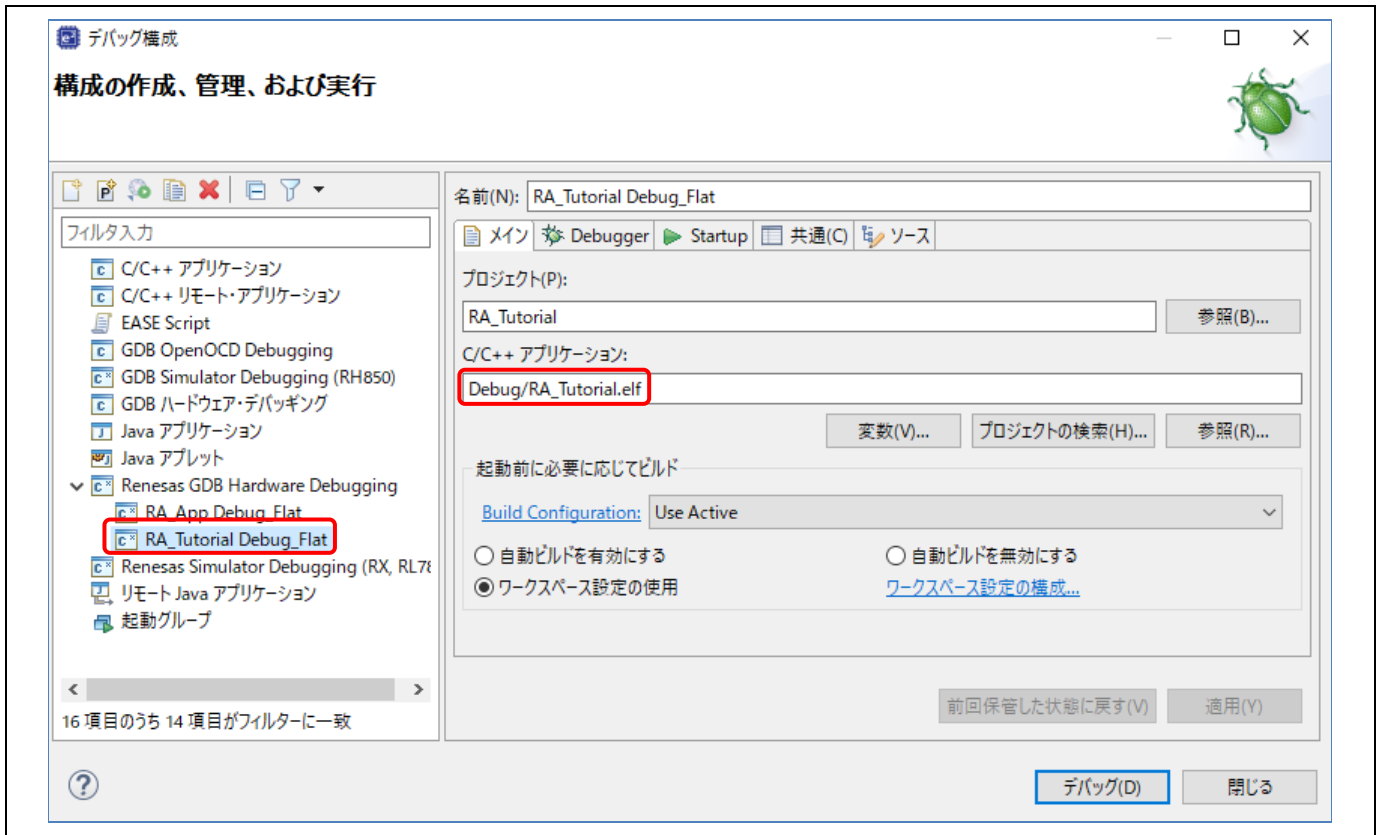 デバッグ構成
構成の作成、管理、および実行
フィルタ入力
C/C++ アプリケーション
C/C++ リモート・アプリケーション
EASE Script
GDB OpenOCD Debugging
GDB Simulator Debugging (RH850)
GDB ハードウェア・デバッギング
Java アプリケーション
Java アプレット
Renesas GDB Hardware Debugging
RA_App Debug_Flat
RA_Tutorial Debug_Flat
Renesas Simulator Debugging (RX, RL78
リモート Java アプリケーション
起動グループ
16 項目のうち 14 項目がフィルターに一致
名前(N): RA_Tutorial Debug_Flat
メイン Debugger Startup 共通(C) ソース
プロジェクト(P):
RA_Tutorial 参照(B)...
C/C++ アプリケーション:
Debug/RA_Tutorial.elf
変数(V)... プロジェクトの検索(H)... 参照(R)...
起動前に必要に応じてビルド
Build Configuration: Use Active
自動ビルドを有効にする 自動ビルドを無効にする
ワークスペース設定の使用 ワークスペース設定の構成...
前回保管した状態に戻す(V) 適用(Y)
デバッグ(D) 閉じる